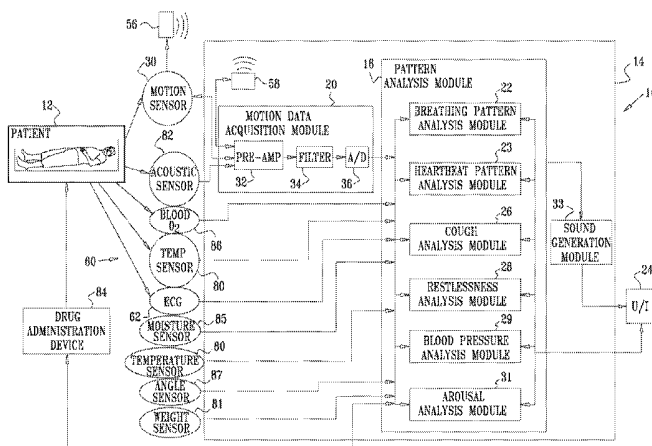 56
30
MOTION
SENSOR
58
20
MOTION DATA
ACQUISITION MODULE
PRE-AMP
FILTER
A/D
32
34
36
12
PATIENT
82
ACOUSTIC
SENSOR
BLOOD
O2
86
TEMP
SENSOR
80
60
ECG
62
MOISTURE
SENSOR
85
84
DRUG
ADMINISTRATION
DEVICE
80
TEMPERATURE
SENSOR
87
ANGLE
SENSOR
81
WEIGHT
SENSOR
16
PATTERN
ANALYSIS MODULE
22
BREATHING PATTERN
ANALYSIS MODULE
23
HEARTBEAT PATTERN
ANALYSIS MODULE
26
COUGH
ANALYSIS MODULE
28
RESTLESSNESS
ANALYSIS MODULE
29
BLOOD PRESSURE
ANALYSIS MODULE
31
AROUSAL
ANALYSIS MODULE
14
33
SOUND
GENERATION
MODULE
24
U/I